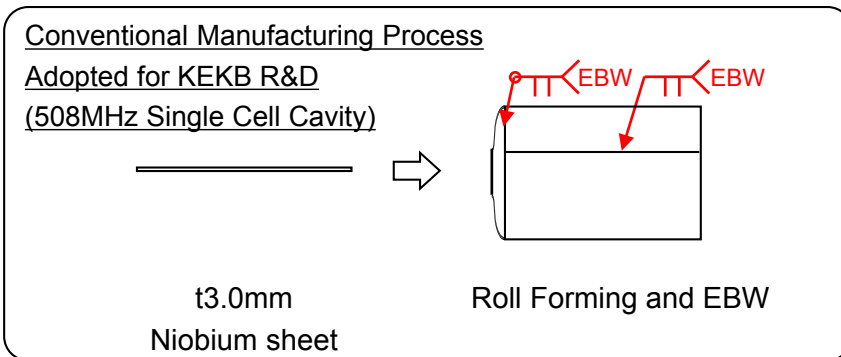 Conventional Manufacturing Process
Adopted for KEKB R&D
(508MHz Single Cell Cavity)
EBW
EBW
t3.0mm
Niobium sheet
Roll Forming and EBW